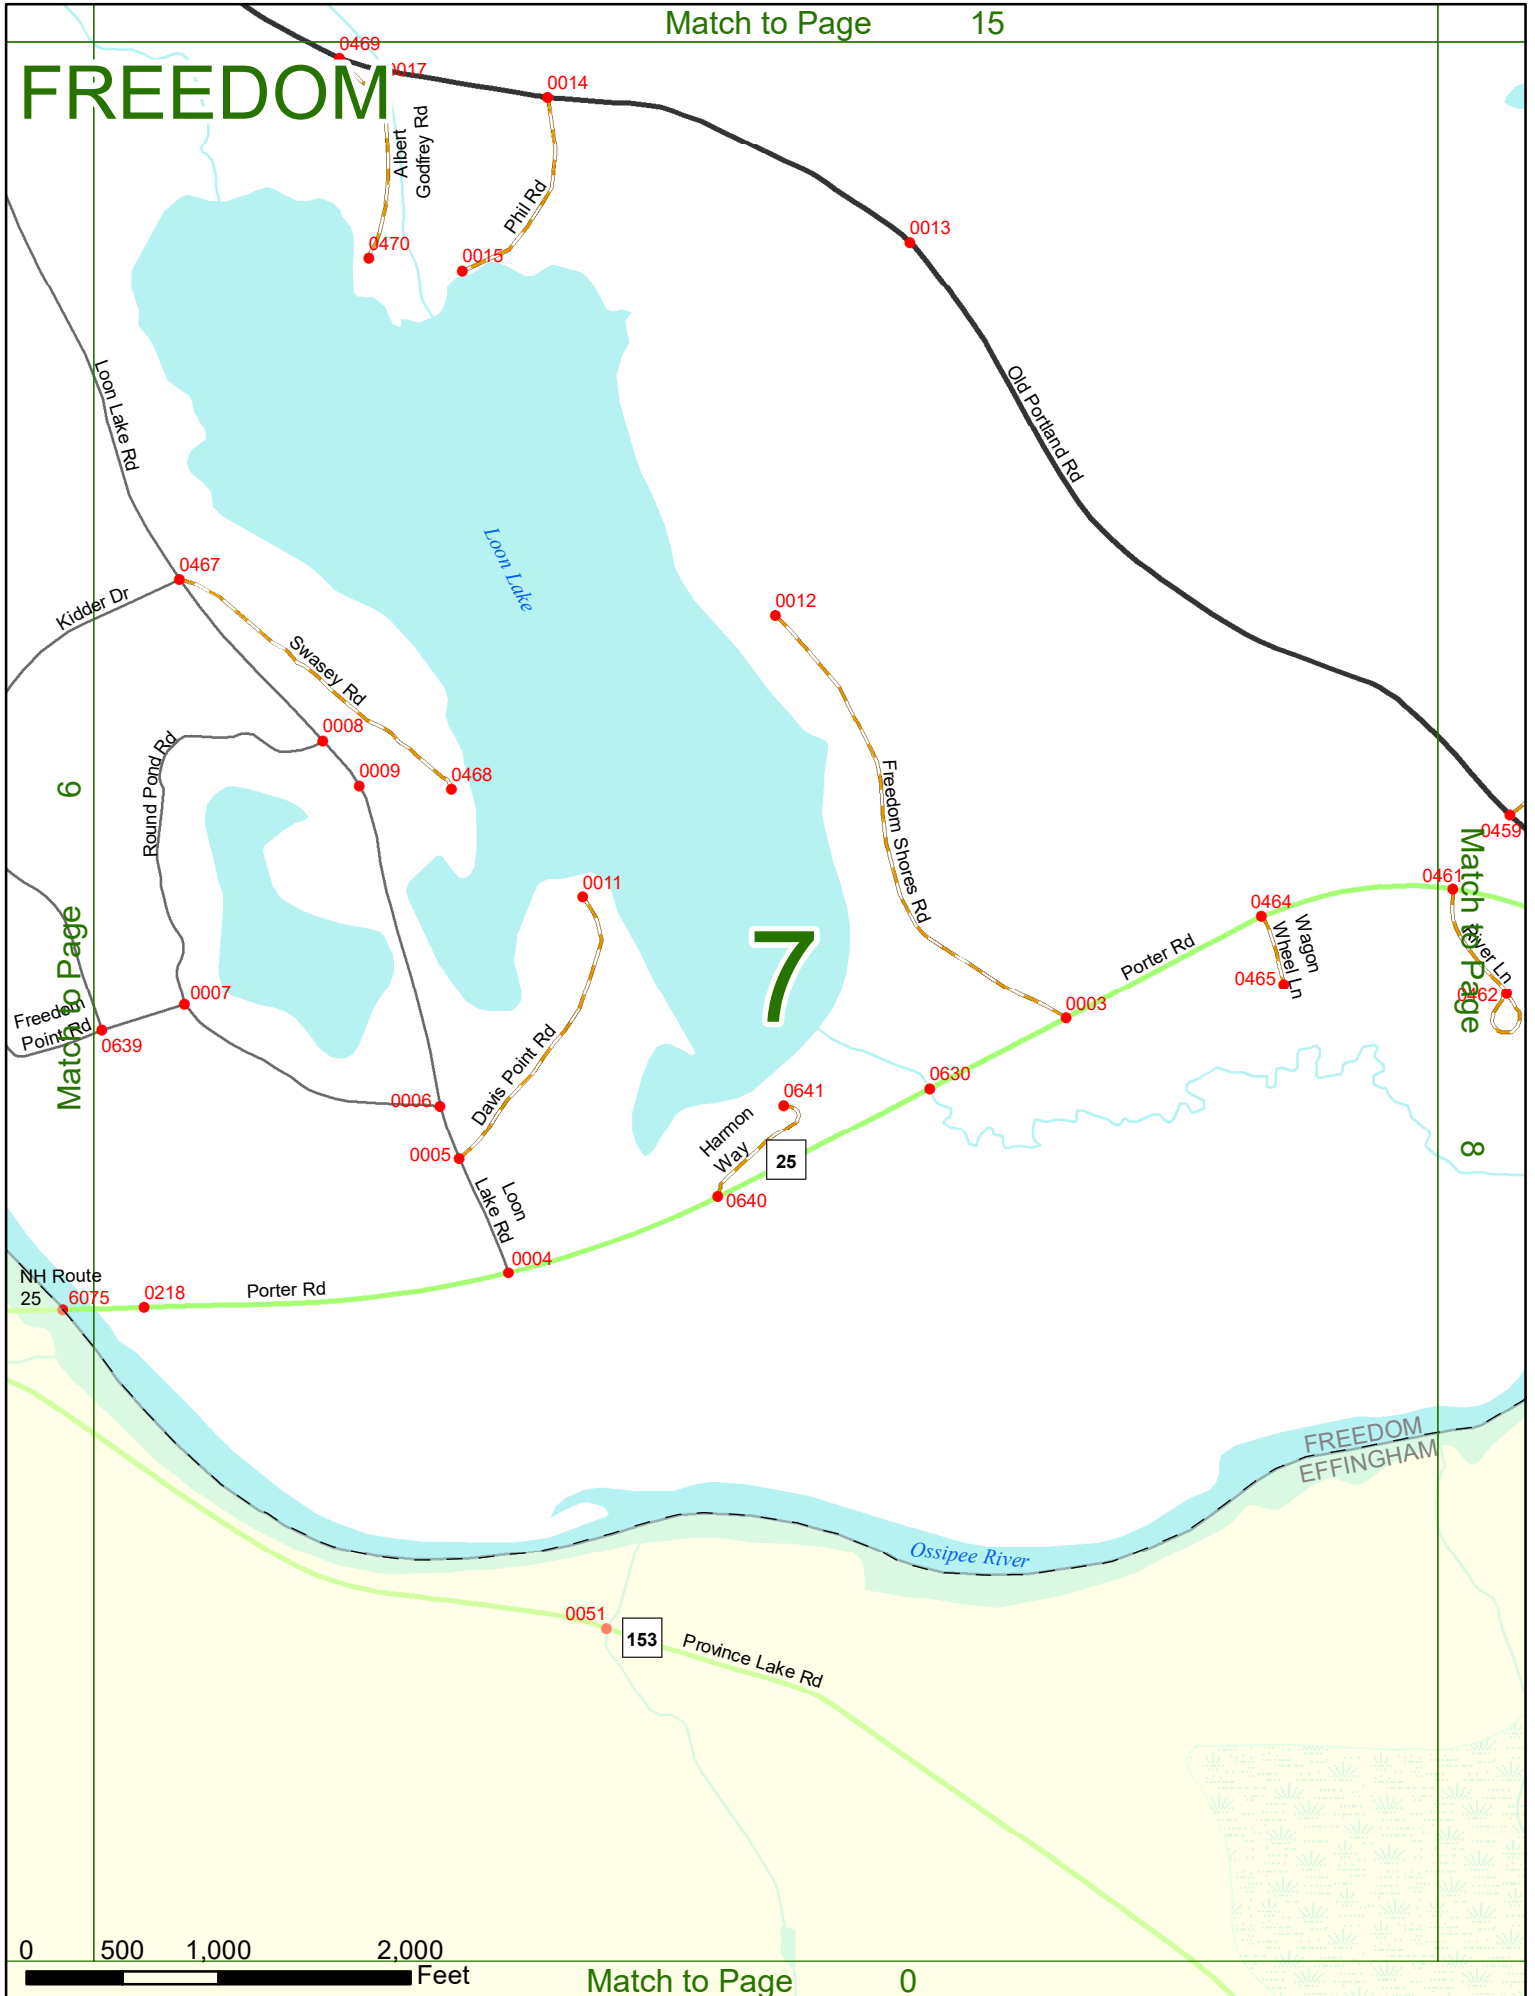 Match to Page 15
FREEDOM
0469
0017
0014
Albert
Godfrey Rd
Phil Rd
0470
0015
0013
Loon Lake Rd
Old Portland Rd
Loon Lake
0467
Kidder Dr
0012
Swasey Rd
0008
Round Pond Rd
0009
0468
Freedom Shores Rd
6
Match to Page
0459
0461
0011
0464
7
Porter Rd
Wagon
Wheel Ln
0465
River Ln
0462
Match to Page
8
0007
0003
Freedom
Point Rd
0639
Davis Point Rd
0630
0006
0641
Harmon
Way
25
0005
Loon
Lake Rd
0640
0004
NH Route
25
6075
0218
Porter Rd
FREEDOM
EFFINGHAM
Ossipee River
0051
153
Province Lake Rd
0 500 1,000 2,000
Feet
Match to Page 0